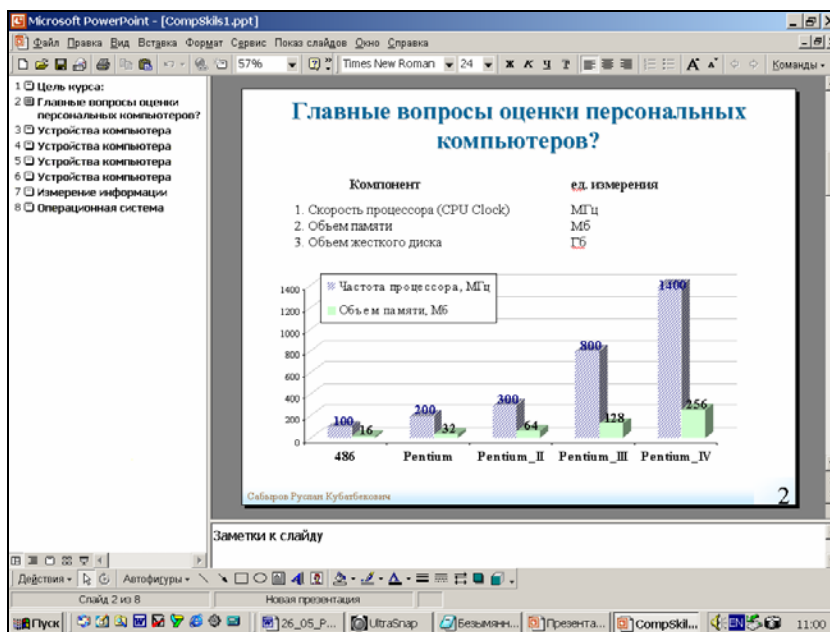 Microsoft PowerPoint - [CompSkils1.ppt]
Файл Правка Вид Вставка Формат Сервис Показ слайдов Окно Справка
57% Times New Roman 24 Ж К Ч Команды
1 Цель курса:
2 Главные вопросы оценки
персональных компьютеров?
3 Устройства компьютера
4 Устройства компьютера
5 Устройства компьютера
6 Устройства компьютера
7 Измерение информации
8 Операционная система
Главные вопросы оценки персональных
компьютеров?
Компонент ед. измерения
1. Скорость процессора (CPU Clock) МГц
2. Объем памяти Мб
3. Объем жесткого диска Гб
Частота процессора, МГц
Объем памяти, Мб
1400
1200
1000
800
600
400
200
0
100 16 200 32 300 64 800 128 1400 256
486 Pentium Pentium_II Pentium_III Pentium_IV
Сабыров Руслан Кубатбекович 2
Заметки к слайду
Действия Автофигуры
Слайд 2 из 8 Новая презентация
Пуск 26_05_P... UltraSnap Безымянн... Презента... CompSkil... EN 11:00